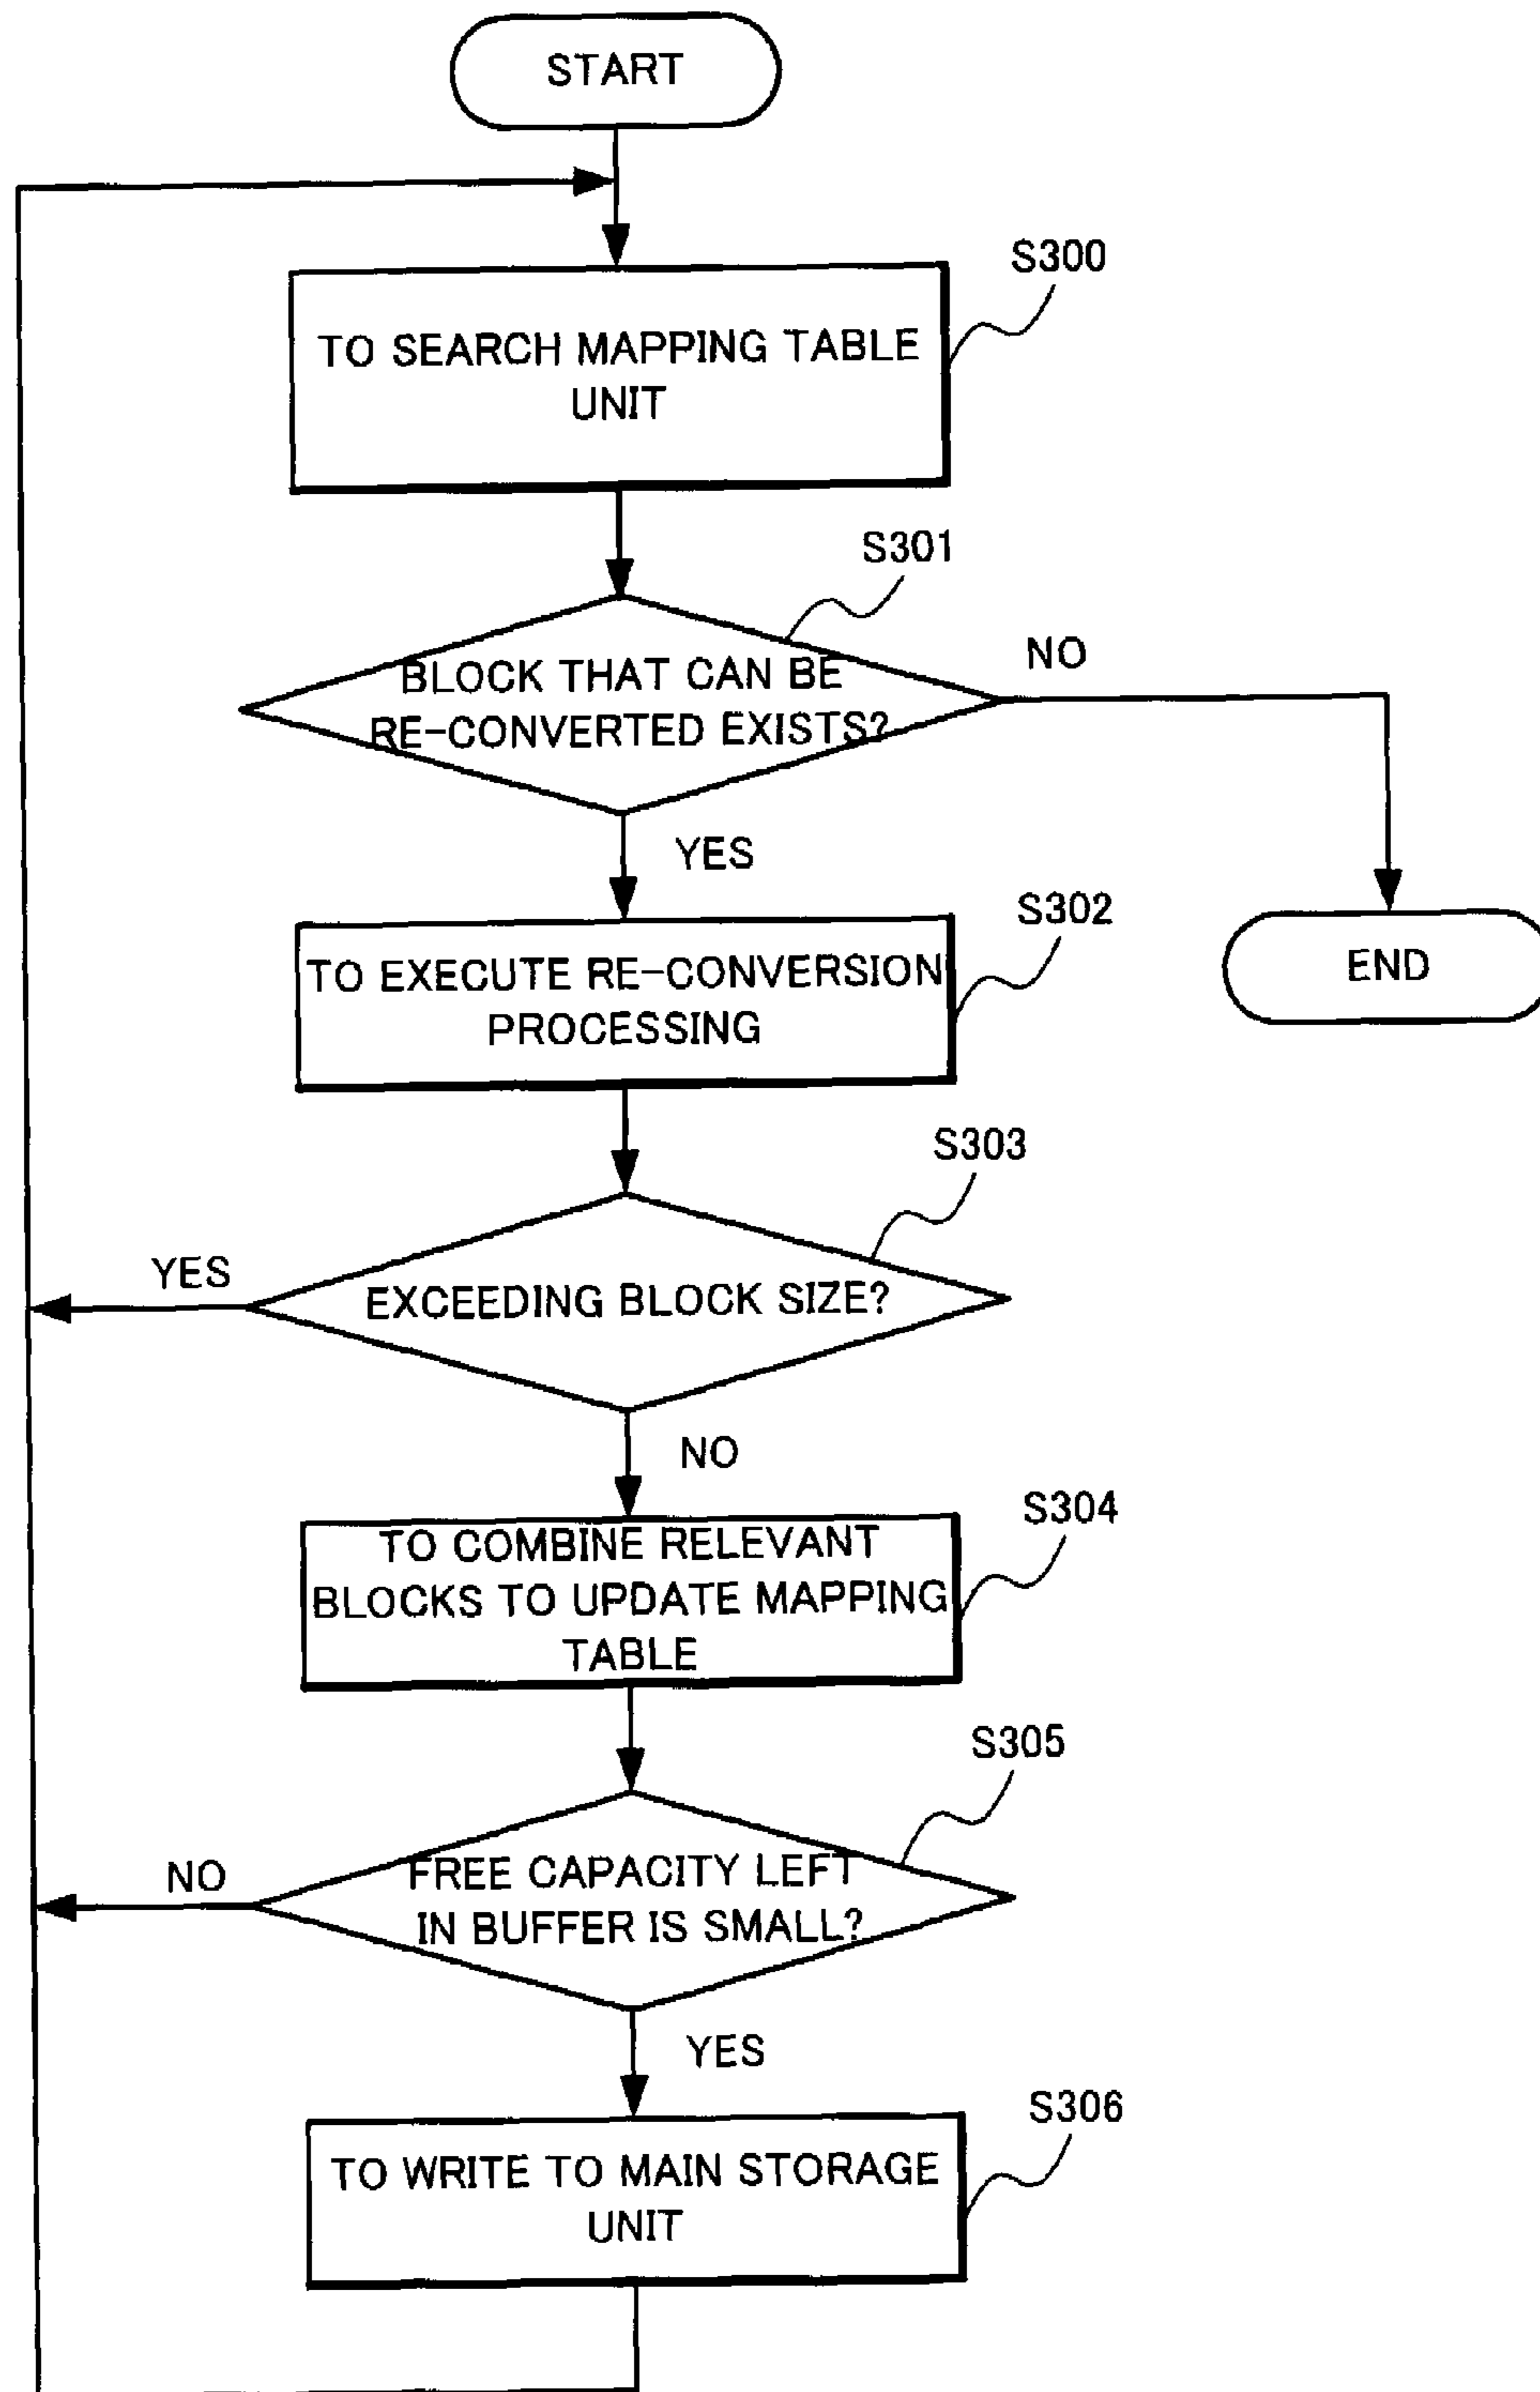 START
S300
TO SEARCH MAPPING TABLE
UNIT
S301
BLOCK THAT CAN BE
RE-CONVERTED EXISTS?
NO
YES
S302
TO EXECUTE RE-CONVERSION
PROCESSING
END
S303
EXCEEDING BLOCK SIZE?
YES
NO
S304
TO COMBINE RELEVANT
BLOCKS TO UPDATE MAPPING
TABLE
S305
FREE CAPACITY LEFT
IN BUFFER IS SMALL?
NO
YES
S306
TO WRITE TO MAIN STORAGE
UNIT